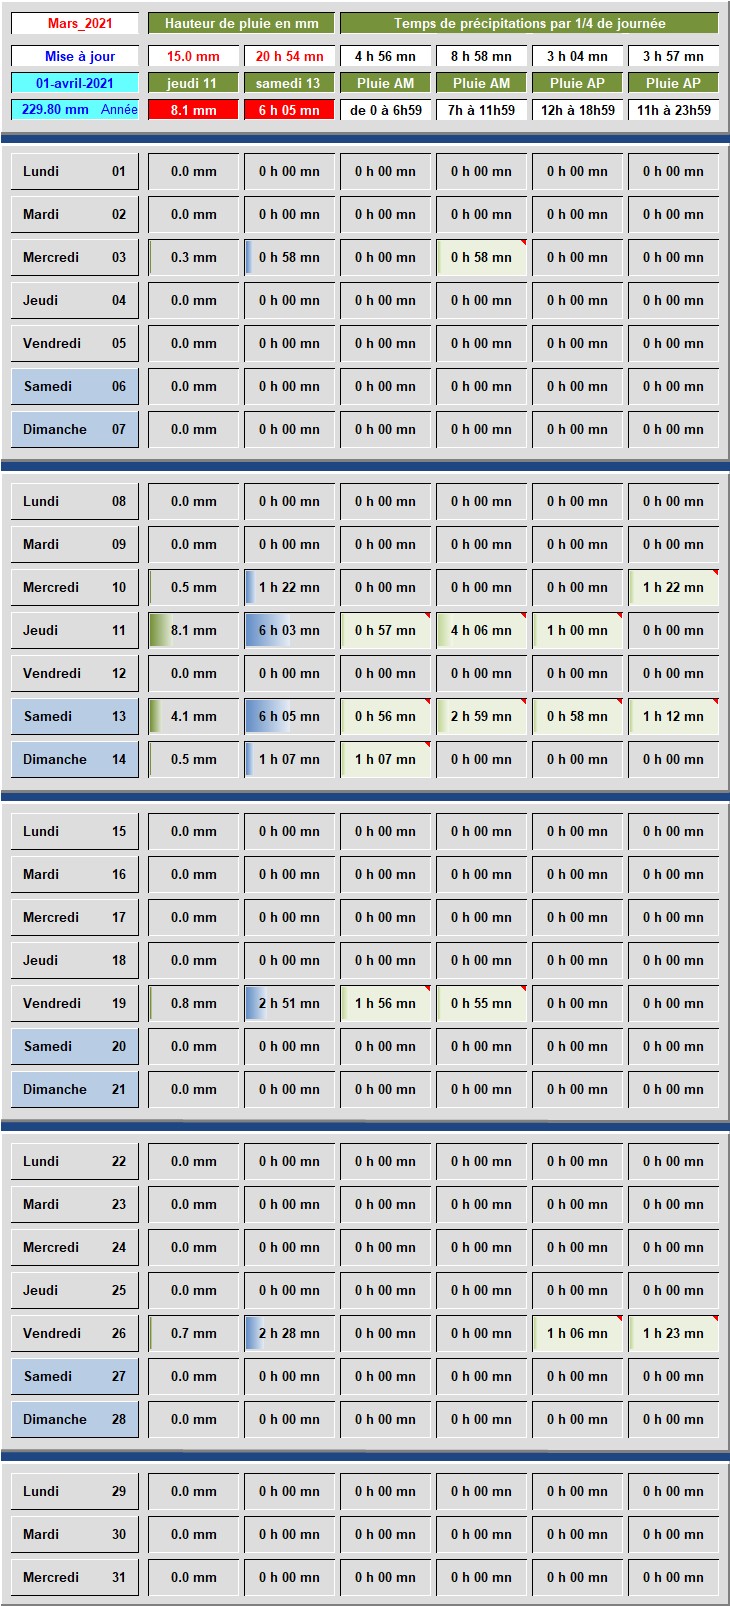 Mars_2021 Hauteur de pluie en mm Temps de précipitations par 1/4 de journée
Mise à jour 15.0 mm 20 h 54 mn 4 h 56 mn 8 h 58 mn 3 h 04 mn 3 h 57 mn
01-avril-2021 jeudi 11 samedi 13 Pluie AM Pluie AM Pluie AP Pluie AP
229.80 mm Année 8.1 mm 6 h 05 mn de 0 à 6h59 7h à 11h59 12h à 18h59 11h à 23h59
Lundi 01 0.0 mm 0 h 00 mn 0 h 00 mn 0 h 00 mn 0 h 00 mn 0 h 00 mn
Mardi 02 0.0 mm 0 h 00 mn 0 h 00 mn 0 h 00 mn 0 h 00 mn 0 h 00 mn
Mercredi 03 0.3 mm 0 h 58 mn 0 h 00 mn 0 h 58 mn 0 h 00 mn 0 h 00 mn
Jeudi 04 0.0 mm 0 h 00 mn 0 h 00 mn 0 h 00 mn 0 h 00 mn 0 h 00 mn
Vendredi 05 0.0 mm 0 h 00 mn 0 h 00 mn 0 h 00 mn 0 h 00 mn 0 h 00 mn
Samedi 06 0.0 mm 0 h 00 mn 0 h 00 mn 0 h 00 mn 0 h 00 mn 0 h 00 mn
Dimanche 07 0.0 mm 0 h 00 mn 0 h 00 mn 0 h 00 mn 0 h 00 mn 0 h 00 mn
Lundi 08 0.0 mm 0 h 00 mn 0 h 00 mn 0 h 00 mn 0 h 00 mn 0 h 00 mn
Mardi 09 0.0 mm 0 h 00 mn 0 h 00 mn 0 h 00 mn 0 h 00 mn 0 h 00 mn
Mercredi 10 0.5 mm 1 h 22 mn 0 h 00 mn 0 h 00 mn 0 h 00 mn 1 h 22 mn
Jeudi 11 8.1 mm 6 h 03 mn 0 h 57 mn 4 h 06 mn 1 h 00 mn 0 h 00 mn
Vendredi 12 0.0 mm 0 h 00 mn 0 h 00 mn 0 h 00 mn 0 h 00 mn 0 h 00 mn
Samedi 13 4.1 mm 6 h 05 mn 0 h 56 mn 2 h 59 mn 0 h 58 mn 1 h 12 mn
Dimanche 14 0.5 mm 1 h 07 mn 1 h 07 mn 0 h 00 mn 0 h 00 mn 0 h 00 mn
Lundi 15 0.0 mm 0 h 00 mn 0 h 00 mn 0 h 00 mn 0 h 00 mn 0 h 00 mn
Mardi 16 0.0 mm 0 h 00 mn 0 h 00 mn 0 h 00 mn 0 h 00 mn 0 h 00 mn
Mercredi 17 0.0 mm 0 h 00 mn 0 h 00 mn 0 h 00 mn 0 h 00 mn 0 h 00 mn
Jeudi 18 0.0 mm 0 h 00 mn 0 h 00 mn 0 h 00 mn 0 h 00 mn 0 h 00 mn
Vendredi 19 0.8 mm 2 h 51 mn 1 h 56 mn 0 h 55 mn 0 h 00 mn 0 h 00 mn
Samedi 20 0.0 mm 0 h 00 mn 0 h 00 mn 0 h 00 mn 0 h 00 mn 0 h 00 mn
Dimanche 21 0.0 mm 0 h 00 mn 0 h 00 mn 0 h 00 mn 0 h 00 mn 0 h 00 mn
Lundi 22 0.0 mm 0 h 00 mn 0 h 00 mn 0 h 00 mn 0 h 00 mn 0 h 00 mn
Mardi 23 0.0 mm 0 h 00 mn 0 h 00 mn 0 h 00 mn 0 h 00 mn 0 h 00 mn
Mercredi 24 0.0 mm 0 h 00 mn 0 h 00 mn 0 h 00 mn 0 h 00 mn 0 h 00 mn
Jeudi 25 0.0 mm 0 h 00 mn 0 h 00 mn 0 h 00 mn 0 h 00 mn 0 h 00 mn
Vendredi 26 0.7 mm 2 h 28 mn 0 h 00 mn 0 h 00 mn 1 h 06 mn 1 h 23 mn
Samedi 27 0.0 mm 0 h 00 mn 0 h 00 mn 0 h 00 mn 0 h 00 mn 0 h 00 mn
Dimanche 28 0.0 mm 0 h 00 mn 0 h 00 mn 0 h 00 mn 0 h 00 mn 0 h 00 mn
Lundi 29 0.0 mm 0 h 00 mn 0 h 00 mn 0 h 00 mn 0 h 00 mn 0 h 00 mn
Mardi 30 0.0 mm 0 h 00 mn 0 h 00 mn 0 h 00 mn 0 h 00 mn 0 h 00 mn
Mercredi 31 0.0 mm 0 h 00 mn 0 h 00 mn 0 h 00 mn 0 h 00 mn 0 h 00 mn